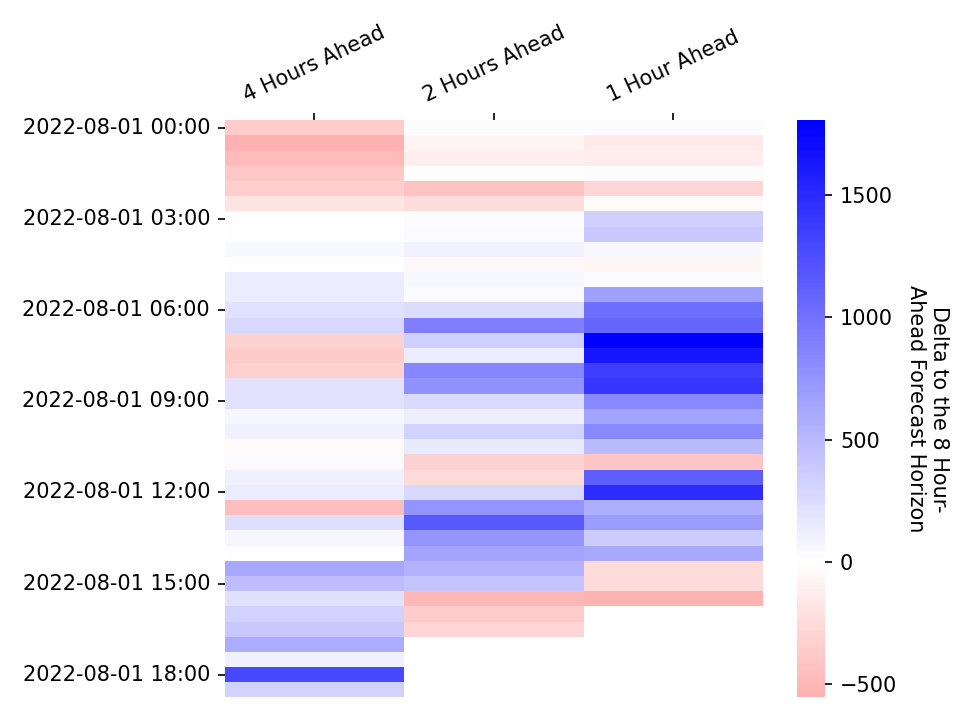 4 Hours Ahead
2 Hours Ahead
1 Hour Ahead
2022-08-01 00:00
2022-08-01 03:00
2022-08-01 06:00
2022-08-01 09:00
2022-08-01 12:00
2022-08-01 15:00
2022-08-01 18:00
1500
1000
500
0
−500
Delta to the 8 Hour-
Ahead Forecast Horizon